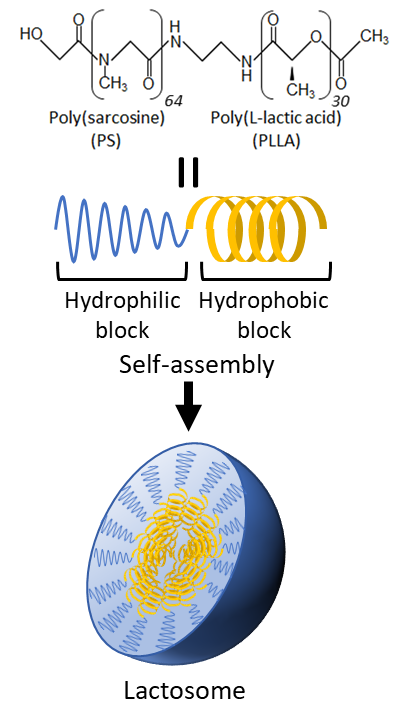 HO
O
N
CH₃
O
64
H
N
N
H
O
O
CH₃
O
CH₃
30
Poly(sarcosine) Poly(L-lactic acid)
(PS) (PLLA)
Hydrophilic Hydrophobic
block block
Self-assembly
Lactosome